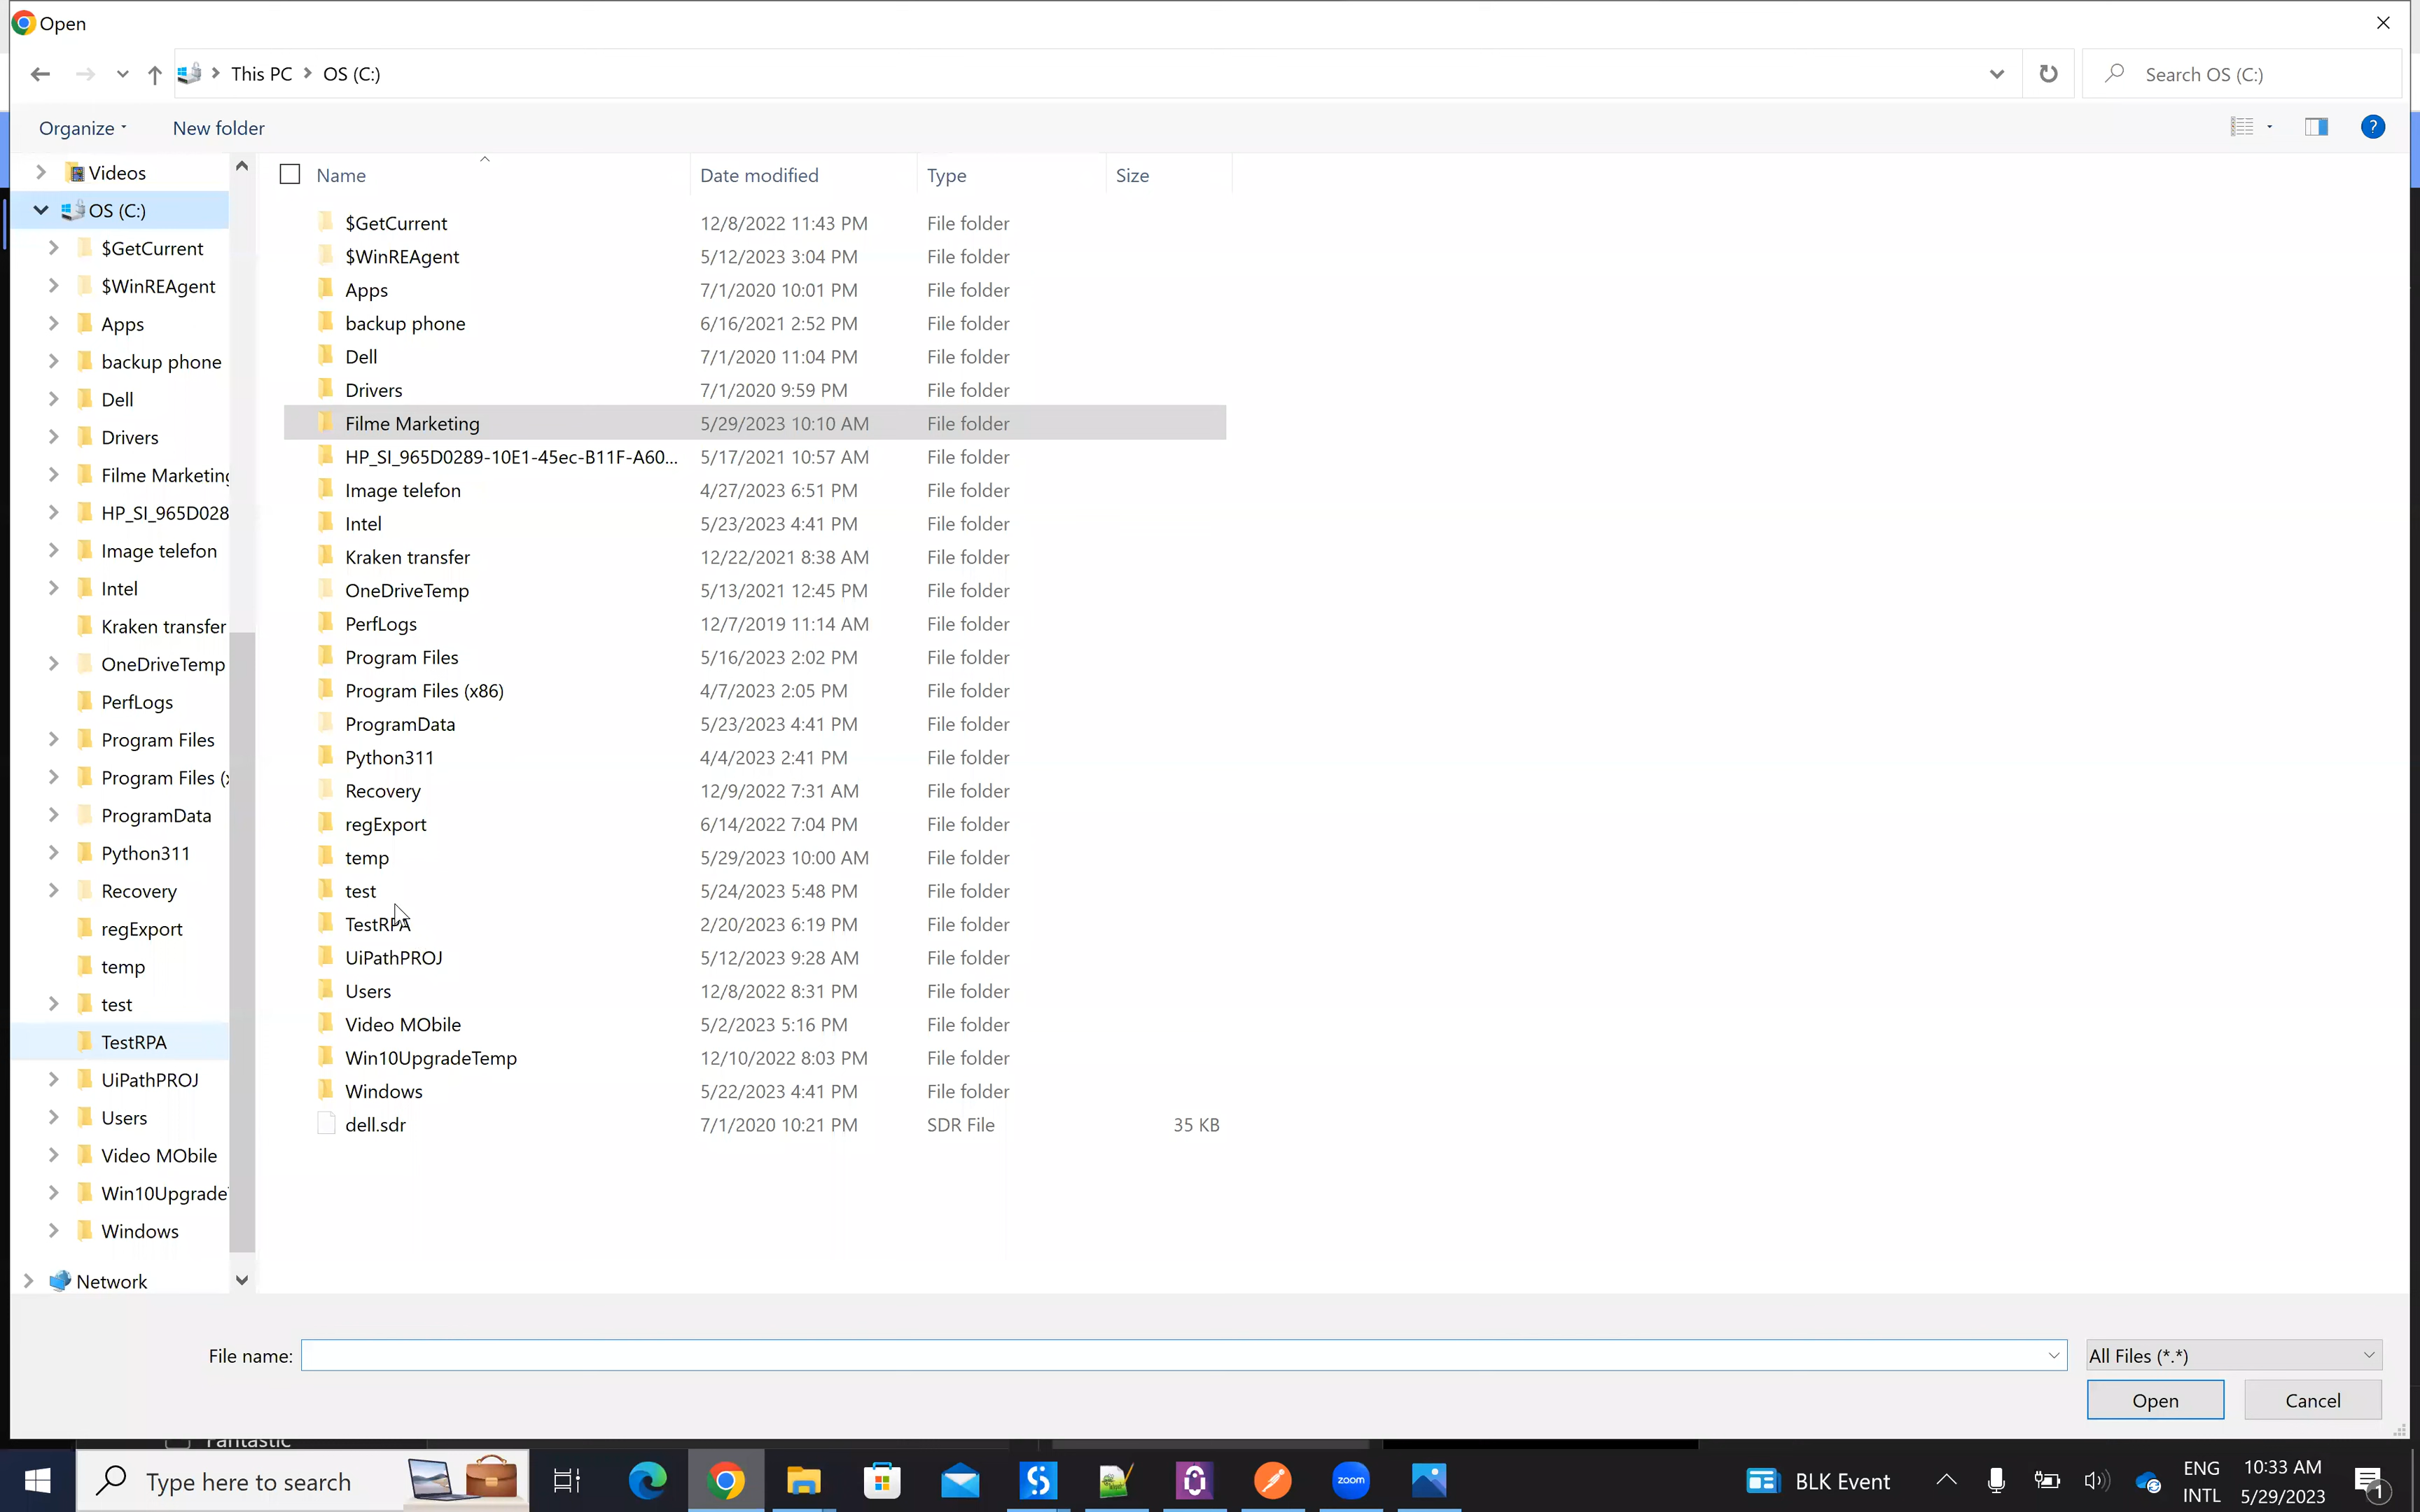 Open
This PC > OS (C:)
Search OS (C:)
Organize
New folder
?
Videos
OS (C:)
$GetCurrent
$WinREAgent
Apps
backup phone
Dell
Drivers
Filme Marketing
HP_SI_965D028
Image telefon
Intel
Kraken transfer
OneDriveTemp
PerfLogs
Program Files
Program Files (x
ProgramData
Python311
Recovery
regExport
temp
test
TestRPA
UiPathPROJ
Users
Video MObile
Win10Upgrade
Windows
Network
Name Date modified Type Size
$GetCurrent 12/8/2022 11:43 PM File folder
$WinREAgent 5/12/2023 3:04 PM File folder
Apps 7/1/2020 10:01 PM File folder
backup phone 6/16/2021 2:52 PM File folder
Dell 7/1/2020 11:04 PM File folder
Drivers 7/1/2020 9:59 PM File folder
Filme Marketing 5/29/2023 10:10 AM File folder
HP_SI_965D0289-10E1-45ec-B11F-A60... 5/17/2021 10:57 AM File folder
Image telefon 4/27/2023 6:51 PM File folder
Intel 5/23/2023 4:41 PM File folder
Kraken transfer 12/22/2021 8:38 AM File folder
OneDriveTemp 5/13/2021 12:45 PM File folder
PerfLogs 12/7/2019 11:14 AM File folder
Program Files 5/16/2023 2:02 PM File folder
Program Files (x86) 4/7/2023 2:05 PM File folder
ProgramData 5/23/2023 4:41 PM File folder
Python311 4/4/2023 2:41 PM File folder
Recovery 12/9/2022 7:31 AM File folder
regExport 6/14/2022 7:04 PM File folder
temp 5/29/2023 10:00 AM File folder
test 5/24/2023 5:48 PM File folder
TestRPA 2/20/2023 6:19 PM File folder
UiPathPROJ 5/12/2023 9:28 AM File folder
Users 12/8/2022 8:31 PM File folder
Video MObile 5/2/2023 5:16 PM File folder
Win10UpgradeTemp 12/10/2022 8:03 PM File folder
Windows 5/22/2023 4:41 PM File folder
dell.sdr 7/1/2020 10:21 PM SDR File 35 KB
File name:
All Files (*.*)
Open Cancel
Fantastic
Type here to search
zoom
BLK Event
ENG
INTL
10:33 AM
5/29/2023
1